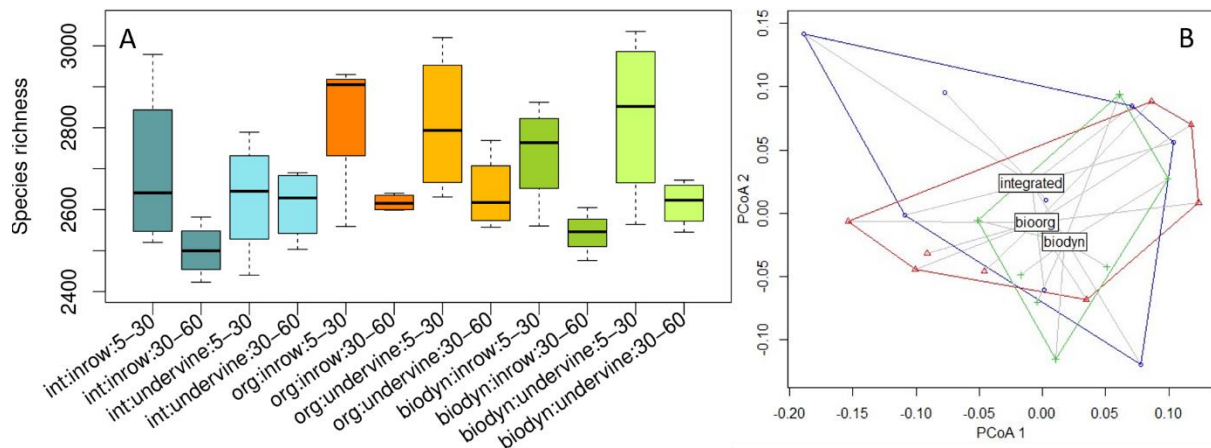 A
Species richness
3000
2800
2600
2400
int:inrow:5–30
int:inrow:30–60
int:undervine:5–30
int:undervine:30–60
org:inrow:5–30
org:inrow:30–60
org:undervine:5–30
org:undervine:30–60
biodyn:inrow:5–30
biodyn:inrow:30–60
biodyn:undervine:5–30
biodyn:undervine:30–60
B
PCoA 2
0.15
0.10
0.05
0.00
-0.05
-0.10
integrated
bioorg
biodyn
-0.20
-0.15
-0.10
-0.05
0.00
0.05
0.10
PCoA 1